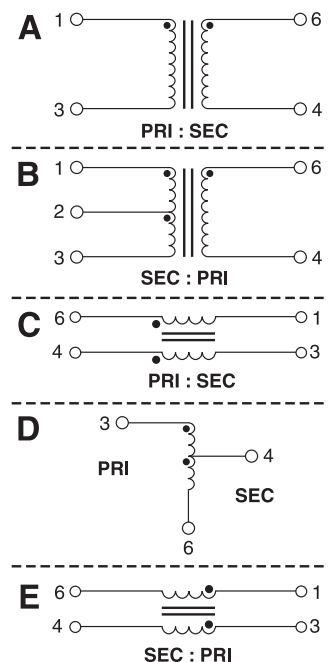 A
1 6
3 4
PRI : SEC
B
1 6
2
3 4
SEC : PRI
C
6 1
4 3
PRI : SEC
D
3
4
PRI
SEC
6
E
6 1
4 3
SEC : PRI